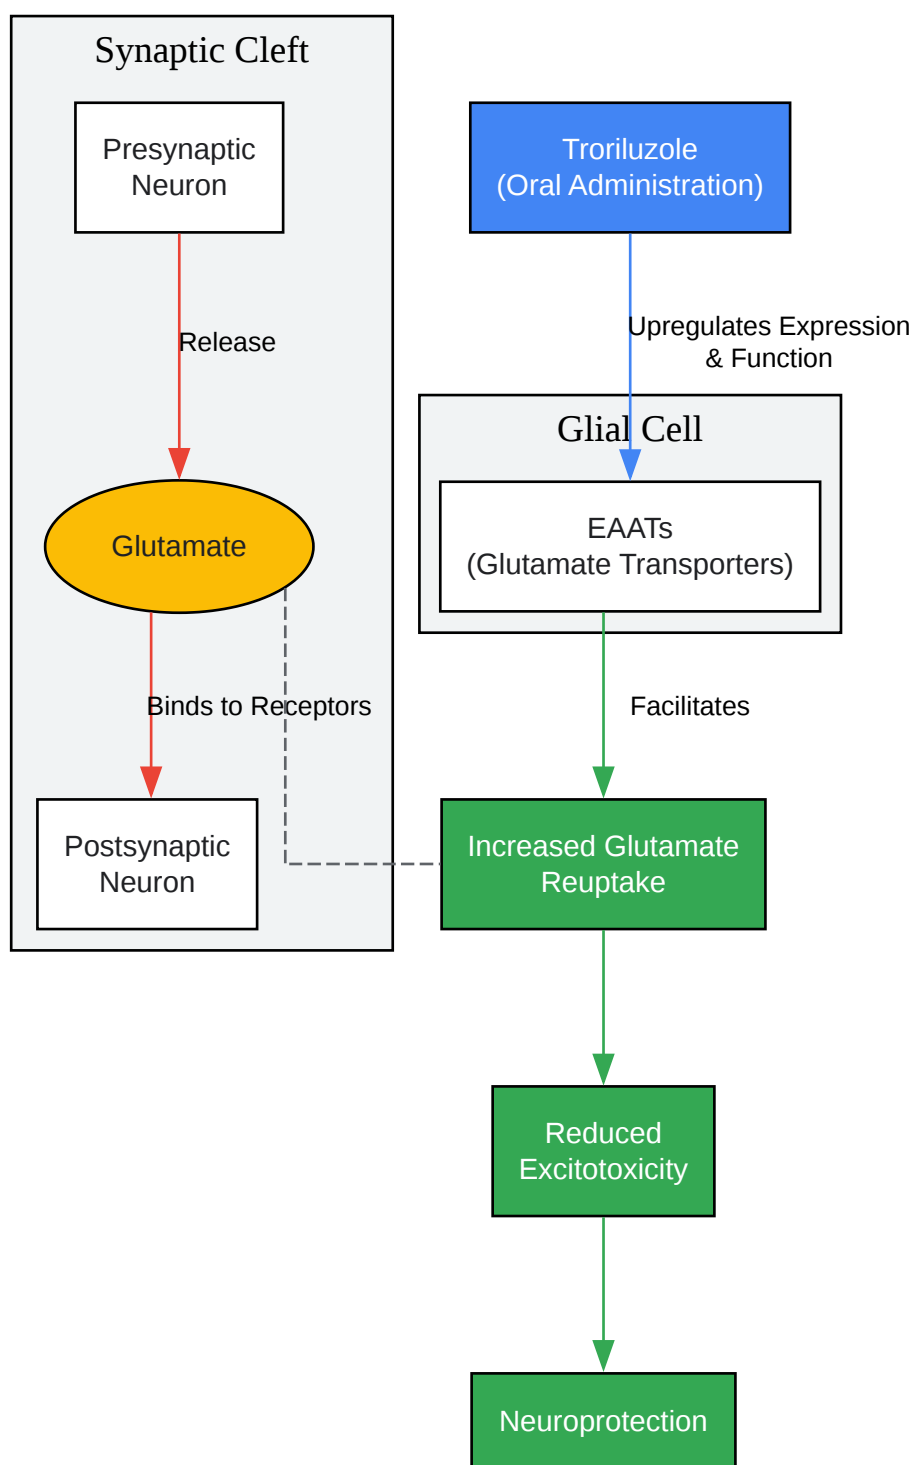 Synaptic Cleft
Presynaptic
Neuron
Release
Glutamate
Binds to Receptors
Postsynaptic
Neuron
Troriluzole
(Oral Administration)
Upregulates Expression
& Function
Glial Cell
EAATs
(Glutamate Transporters)
Facilitates
Increased Glutamate
Reuptake
Reduced
Excitotoxicity
Neuroprotection